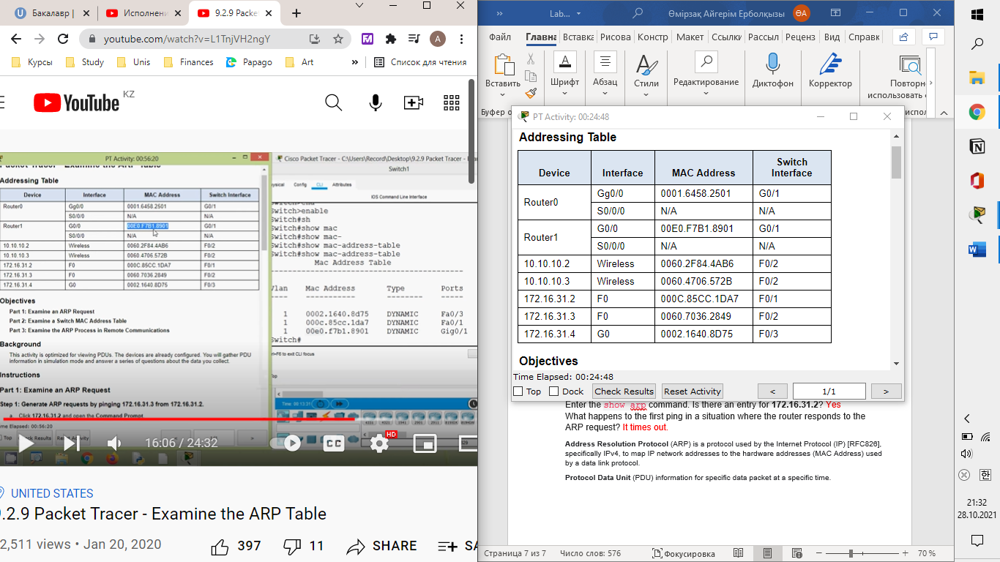 Бакалавр |
Исполнени
9.2.9 Packe
youtube.com/watch?v=L1TnjVH2ngY
A
Курсы
Study
Unis
Finances
Papago
Art
»
Список для чтения
YouTube KZ
PT Activity: 00:56:20
Addressing Table
Device Interface MAC Address Switch Interface
Router0 Gg0/0 0001.6458.2501 G0/1
S0/0/0 N/A N/A
Router1 G0/0 00E0.F7B1.8901 G0/1
S0/0/0 N/A N/A
10.10.10.2 Wireless 0060.2F84.4AB6 F0/2
10.10.10.3 Wireless 0060.4706.572B F0/2
172.16.31.2 F0 000C.85CC.1DA7 F0/1
172.16.31.3 F0 0060.7036.2849 F0/2
172.16.31.4 G0 0002.1640.8D75 F0/3
Objectives
Part 1: Examine an ARP Request
Part 2: Examine a Switch MAC Address Table
Part 3: Examine the ARP Process in Remote Communications
Background
This activity is optimized for viewing PDUs. The devices are already configured. You will gather PDU
information in simulation mode and answer a series of questions about the data you collect.
Instructions
Part 1: Examine an ARP Request
Step 1: Generate ARP requests by pinging 172.16.31.3 from 172.16.31.2.
a. Click 172.16.31.2 and open the Command Prompt.
me Elapsed: 00:56:20
Cisco Packet Tracer - C:\Users\Record\Desktop\9.2.9 Packet Tracer -
Switch1
ysical Config CLI Attributes
IOS Command Line Interface
Switch>enable
Switch#sh
Switch#show mac
Switch#show mac-
Switch#show mac-address-table
Switch#show mac-address-table
Mac Address Table
Vlan Mac Address Type Ports
1 0002.1640.8d75 DYNAMIC Fa0/3
1 000c.85cc.1da7 DYNAMIC Fa0/1
1 00e0.f7b1.8901 DYNAMIC Gig0/1
Switch#
rl+F6 to exit CLI focus
Time: 00:13:31
16:06 / 24:32
CC
HD
UNITED STATES
9.2.9 Packet Tracer - Examine the ARP Table
2,511 views • Jan 20, 2020
397
11
SHARE
SA
»
Lab...
Өмірзақ Айгерім Ерболқызы
ӨА
Файл Главна Вставка Рисова Констр Макет Ссылки Рассыл Реценз Вид Справк
Вставить
Шрифт
Абзац
Стили
Редактирование
Диктофон
Корректор
Повторн
использовать
Буфер о
испол
PT Activity: 00:24:48
Addressing Table
Device Interface MAC Address Switch Interface
Router0 Gg0/0 0001.6458.2501 G0/1
S0/0/0 N/A N/A
Router1 G0/0 00E0.F7B1.8901 G0/1
S0/0/0 N/A N/A
10.10.10.2 Wireless 0060.2F84.4AB6 F0/2
10.10.10.3 Wireless 0060.4706.572B F0/2
172.16.31.2 F0 000C.85CC.1DA7 F0/1
172.16.31.3 F0 0060.7036.2849 F0/2
172.16.31.4 G0 0002.1640.8D75 F0/3
Objectives
Time Elapsed: 00:24:48
Top
Dock
Check Results
Reset Activity
<
1/1
>
Enter the show arp command. Is there an entry for 172.16.31.2? Yes
What happens to the first ping in a situation where the router responds to the
ARP request? It times out.
Address Resolution Protocol (ARP) is a protocol used by the Internet Protocol (IP) [RFC826],
specifically IPv4, to map IP network addresses to the hardware addresses (MAC Address) used
by a data link protocol.
Protocol Data Unit (PDU) information for specific data packet at a specific time.
Страница 7 из 7
Число слов: 576
Фокусировка
70 %
한
21:32
28.10.2021